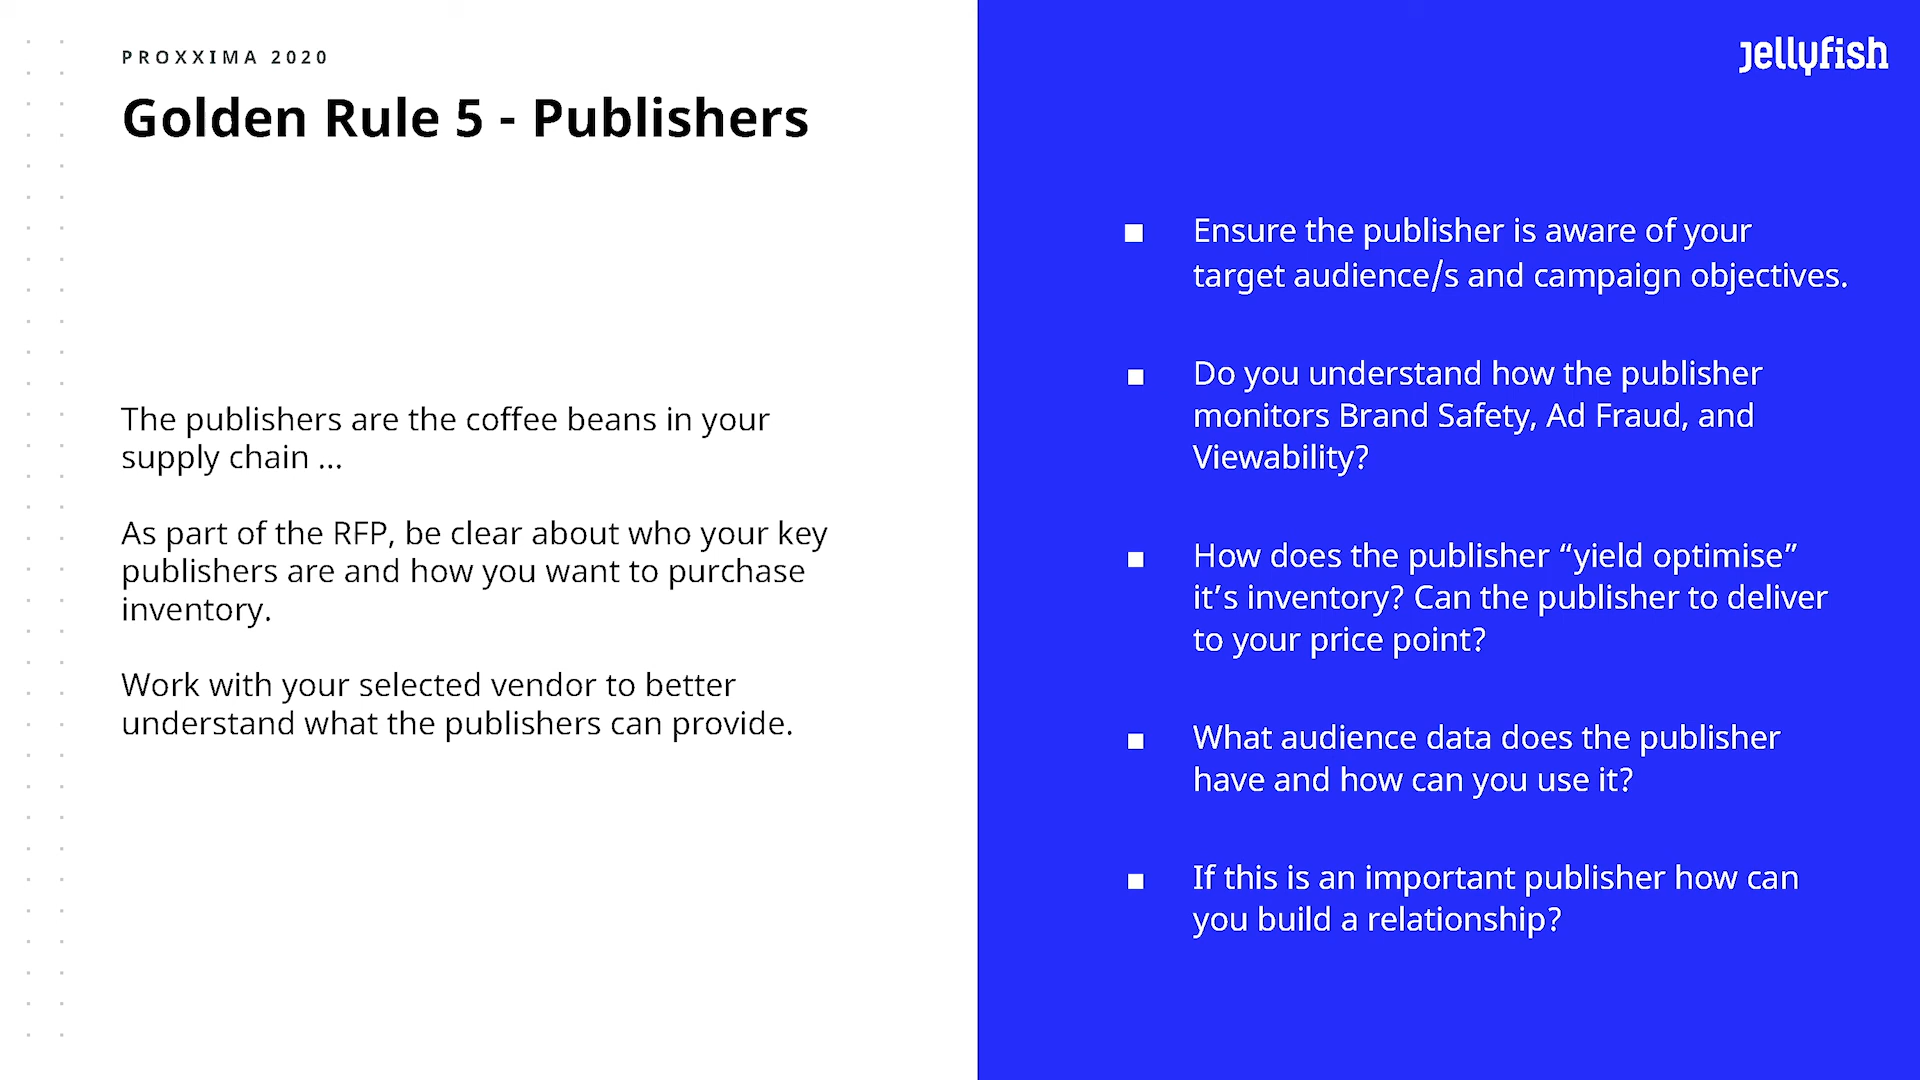 PROXXIMA 2020
Golden Rule 5 - Publishers
The publishers are the coffee beans in your
supply chain ...
As part of the RFP, be clear about who your key
publishers are and how you want to purchase
inventory.
Work with your selected vendor to better
understand what the publishers can provide.
jellyfish
■ Ensure the publisher is aware of your
target audience/s and campaign objectives.
■ Do you understand how the publisher
monitors Brand Safety, Ad Fraud, and
Viewability?
■ How does the publisher “yield optimise”
it’s inventory? Can the publisher to deliver
to your price point?
■ What audience data does the publisher
have and how can you use it?
■ If this is an important publisher how can
you build a relationship?